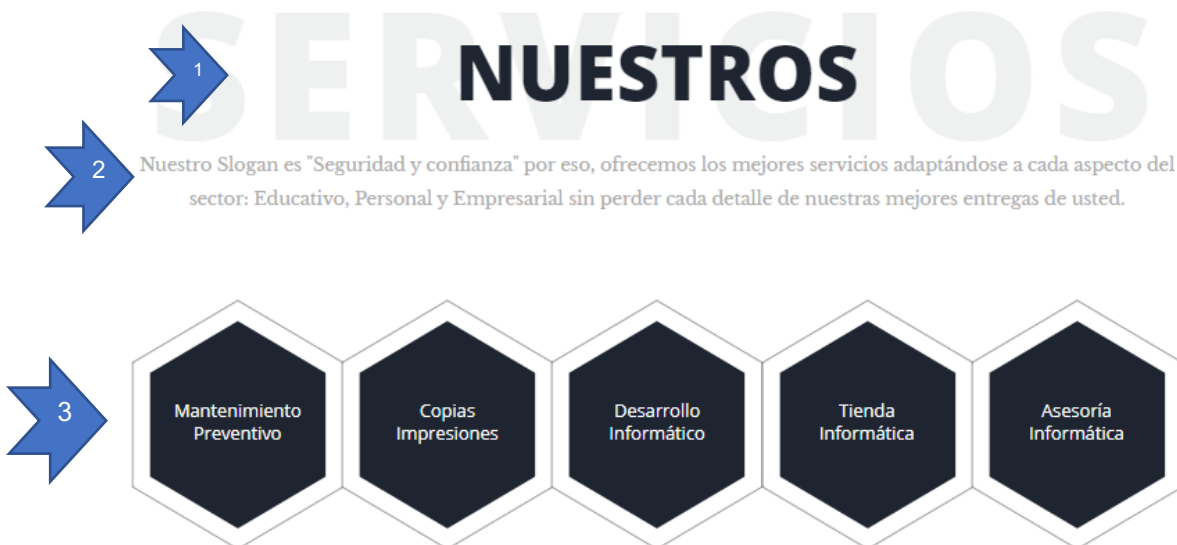 SERVICIOS
1
NUESTROS
2
Nuestro Slogan es "Seguridad y confianza" por eso, ofrecemos los mejores servicios adaptándose a cada aspecto del
sector: Educativo, Personal y Empresarial sin perder cada detalle de nuestras mejores entregas de usted.
3
Mantenimiento
Preventivo
Copias
Impresiones
Desarrollo
Informático
Tienda
Informática
Asesoría
Informática